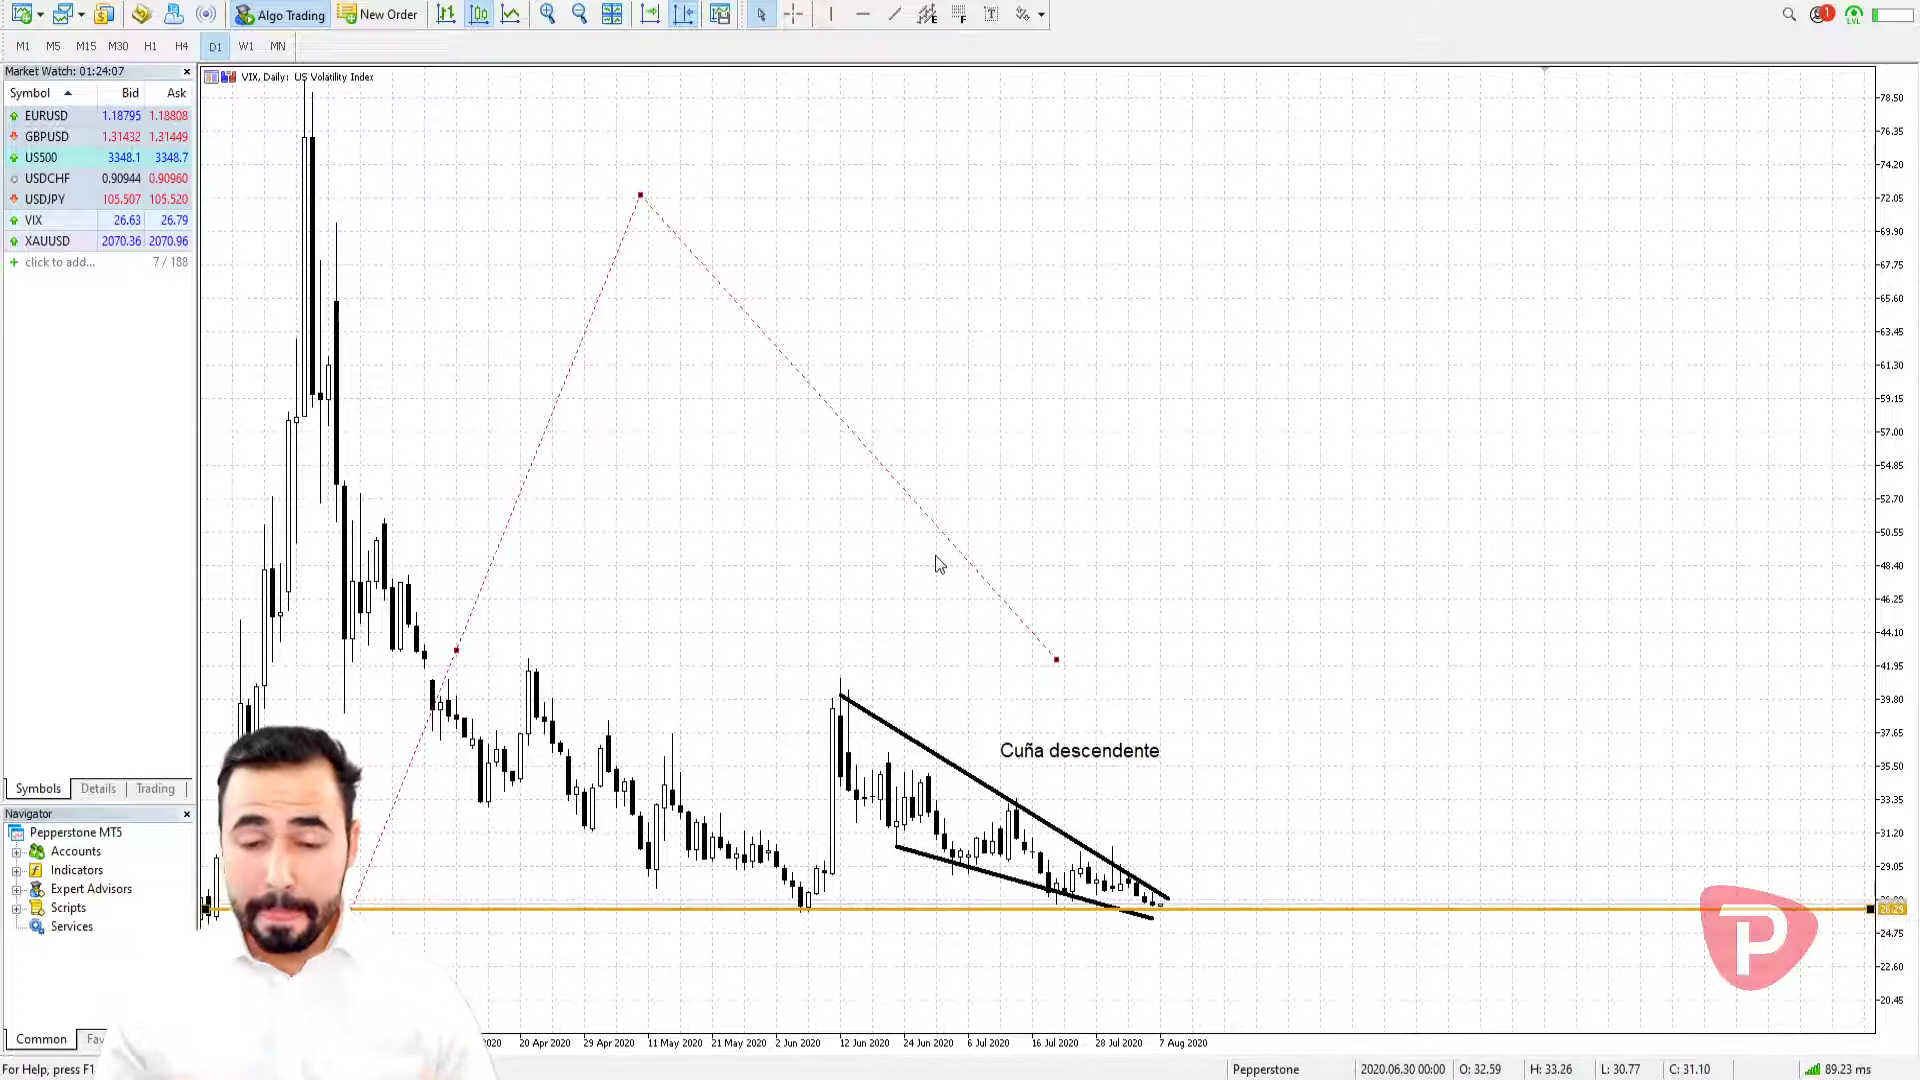 Algo Trading
New Order
E
F
T
1
LVL
M1 M5 M15 M30 H1 H4 D1 W1 MN
Market Watch: 01:24:07
VIX, Daily: US Volatility Index
Symbol Bid Ask
EURUSD 1.18795 1.18808
GBPUSD 1.31432 1.31449
US500 3348.1 3348.7
USDCHF 0.90944 0.90960
USDJPY 105.507 105.520
VIX 26.63 26.79
XAUUSD 2070.36 2070.96
click to add... 7 / 188
78.50
76.35
74.20
72.05
69.90
67.75
65.60
63.45
61.30
59.15
57.00
54.85
52.70
50.55
48.40
46.25
44.10
41.95
39.80
37.65
35.50
33.35
31.20
29.05
26.29
24.75
22.60
20.45
Cuña descendente
Symbols Details Trading
Navigator
Pepperstone MT5
Accounts
Indicators
Expert Advisors
Scripts
Services
P
Common Fav
2020 20 Apr 2020 29 Apr 2020 11 May 2020 21 May 2020 2 Jun 2020 12 Jun 2020 24 Jun 2020 6 Jul 2020 16 Jul 2020 28 Jul 2020 7 Aug 2020
For Help, press F1 Pepperstone 2020.06.30 00:00 O: 32.59 H: 33.26 L: 30.77 C: 31.10 89.23 ms